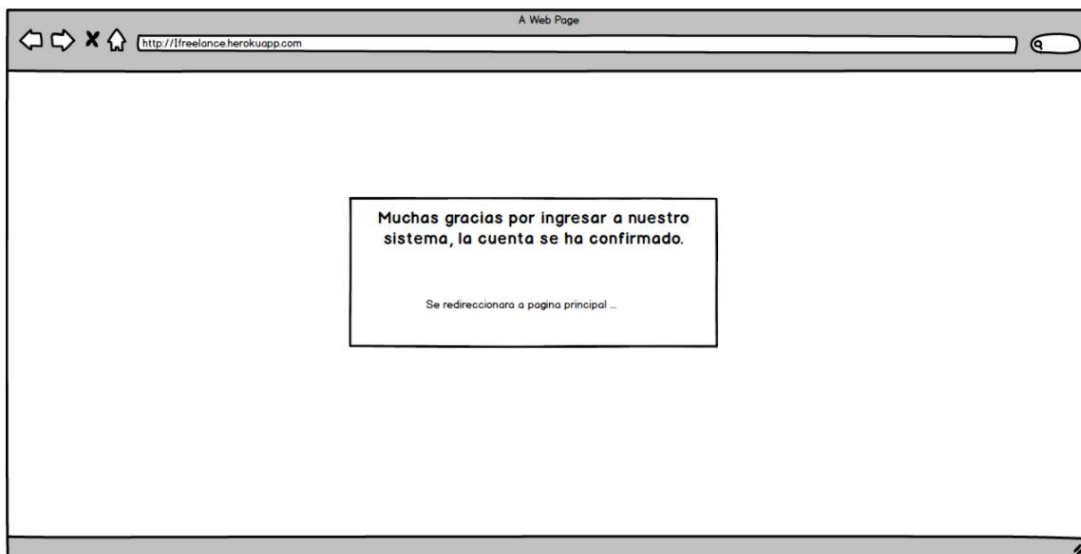 A Web Page
http://1freelance.herokuapp.com
Muchas gracias por ingresar a nuestro
sistema, la cuenta se ha confirmado.
Se redireccionara a pagina principal ...